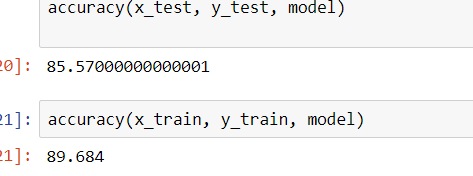 accuracy(x_test, y_test, model)
20]: 85.57000000000001
21]: accuracy(x_train, y_train, model)
21]: 89.684